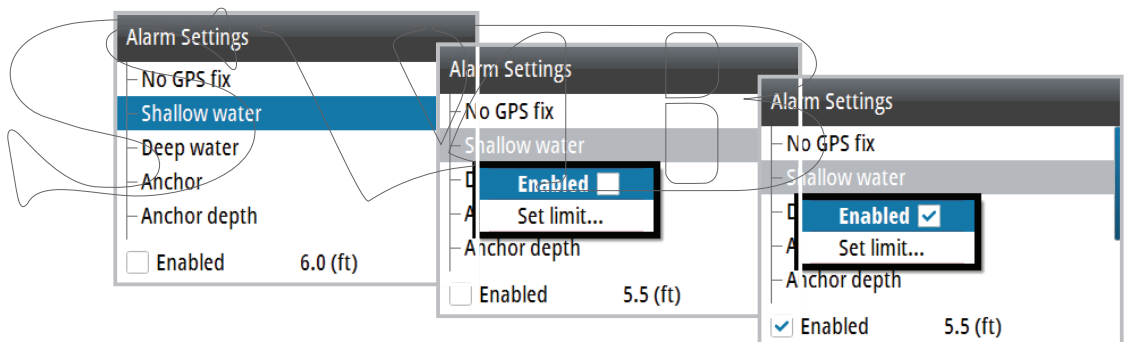 Alarm Settings
No GPS fix
Shallow water
Deep water
Anchor
Anchor depth
Enabled 6.0 (ft)
Alarm Settings
No GPS fix
Shallow water
D
Enabled
A
Set limit...
Anchor depth
Enabled 5.5 (ft)
Alarm Settings
No GPS fix
Shallow water
D
Enabled
A
Set limit...
Anchor depth
Enabled 5.5 (ft)